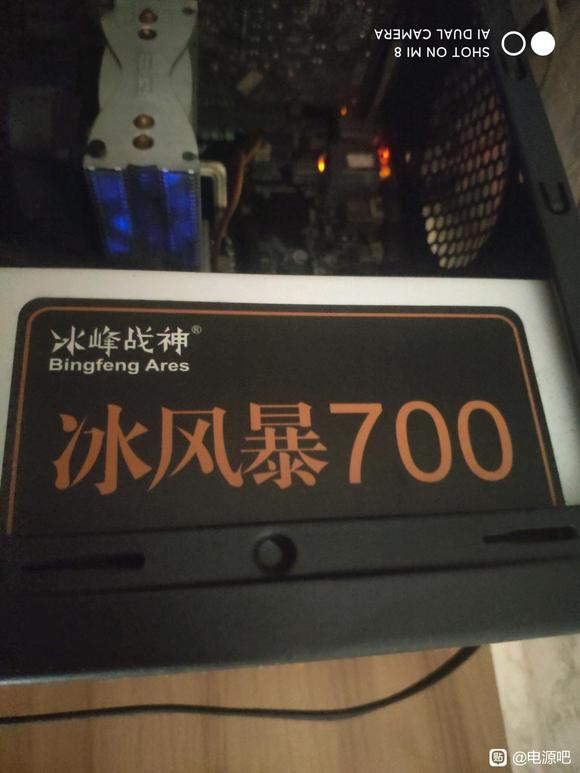 SHOT ON MI 8
AI DUAL CAMERA
冰峰战神®
Bingfeng Ares
冰风暴700
贴 @电源吧